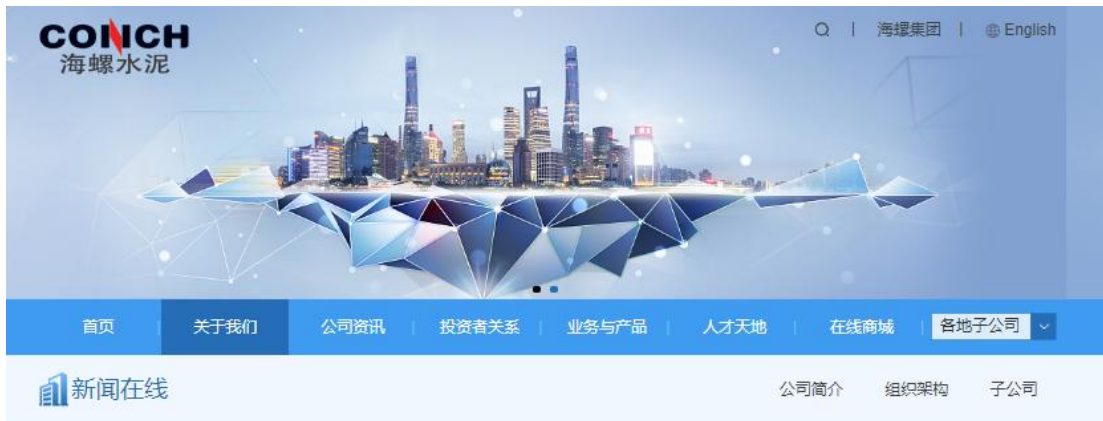 CONCH
海螺水泥
海螺集团 | English
首页 | 关于我们 | 公司资讯 | 投资者关系 | 业务与产品 | 人才天地 | 在线商城 | 各地子公司
新闻在线 公司简介 组织架构 子公司